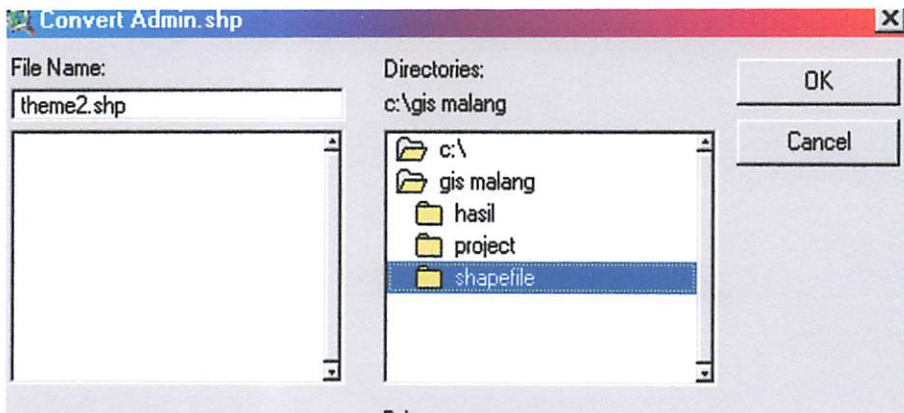 Convert Admin.shp
File Name:
theme2.shp
Directories:
c:\gis malang
c:\
gis malang
hasil
project
shapefile
OK
Cancel